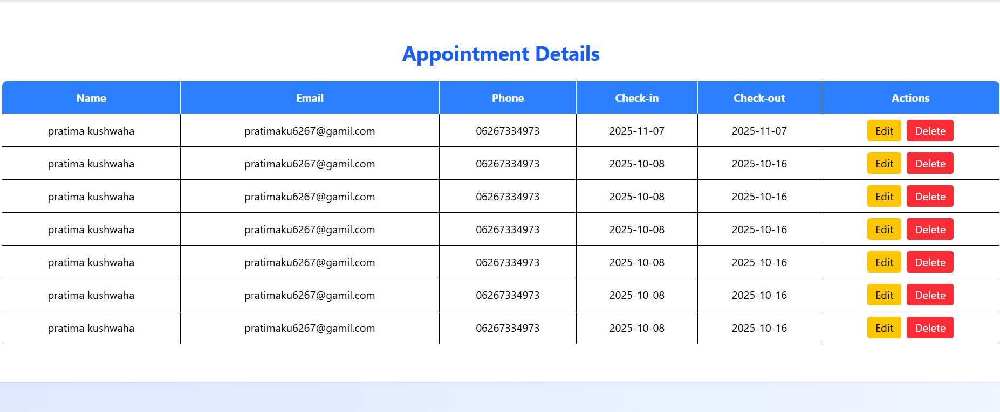 Appointment Details
Name Email Phone Check-in Check-out Actions
pratima kushwaha pratimaku6267@gamil.com 06267334973 2025-11-07 2025-11-07 Edit Delete
pratima kushwaha pratimaku6267@gamil.com 06267334973 2025-10-08 2025-10-16 Edit Delete
pratima kushwaha pratimaku6267@gamil.com 06267334973 2025-10-08 2025-10-16 Edit Delete
pratima kushwaha pratimaku6267@gamil.com 06267334973 2025-10-08 2025-10-16 Edit Delete
pratima kushwaha pratimaku6267@gamil.com 06267334973 2025-10-08 2025-10-16 Edit Delete
pratima kushwaha pratimaku6267@gamil.com 06267334973 2025-10-08 2025-10-16 Edit Delete
pratima kushwaha pratimaku6267@gamil.com 06267334973 2025-10-08 2025-10-16 Edit Delete